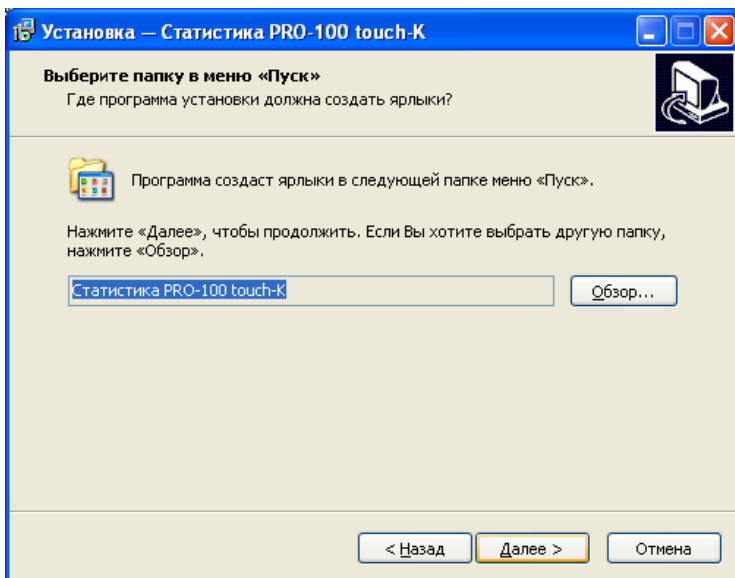 Установка — Статистика PRO-100 touch-K
Выберите папку в меню «Пуск»
Где программа установки должна создать ярлыки?
Программа создаст ярлыки в следующей папке меню «Пуск».
Нажмите «Далее», чтобы продолжить. Если Вы хотите выбрать другую папку,
нажмите «Обзор».
Статистика PRO-100 touch-K
Обзор...
< Назад
Далее >
Отмена